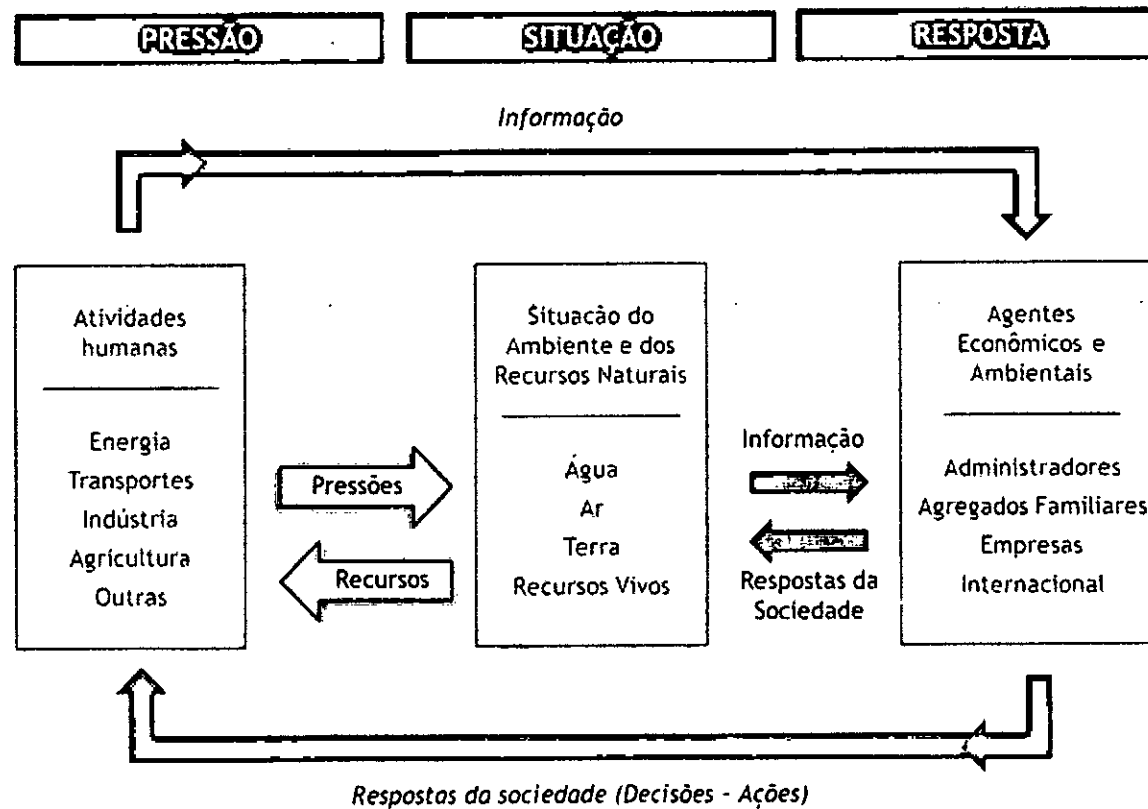 PRESSÃO
SITUAÇÃO
RESPOSTA
Informação
Atividades
humanas
Energia
Transportes
Indústria
Agricultura
Outras
Pressões
Recursos
Situacão do
Ambiente e dos
Recursos Naturais
Água
Ar
Terra
Recursos Vivos
Informação
Respostas da
Sociedade
Agentes
Econômicos e
Ambientais
Administradores
Agregados Familiares
Empresas
Internacional
Respostas da sociedade (Decisões - Ações)